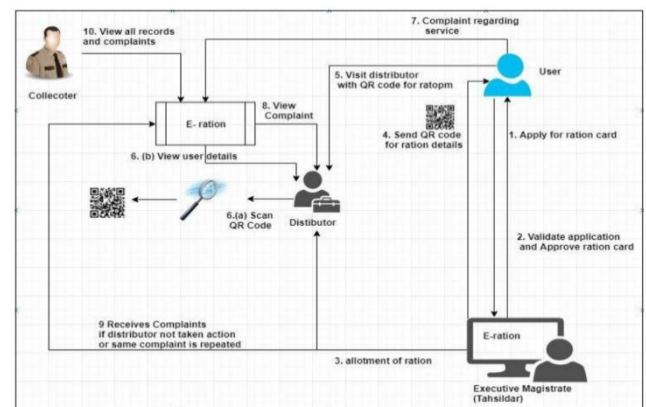 7. Complaint regarding
service
10. View all records
and complaints
Collecoter
User
5. Visit distributor
with QR code for ratopm
E- ration
8. View
Complaint
4. Send QR code
for ration details
1. Apply for ration card
6. (b) View user details
6.(a) Scan
QR Code
Distibutor
2. Validate application
and Approve ration card
9 Receives Complaints
if distributor not taken action
or same complaint is repeated
E-ration
3. allotment of ration
Executive Magistrate
(Tahsildar)